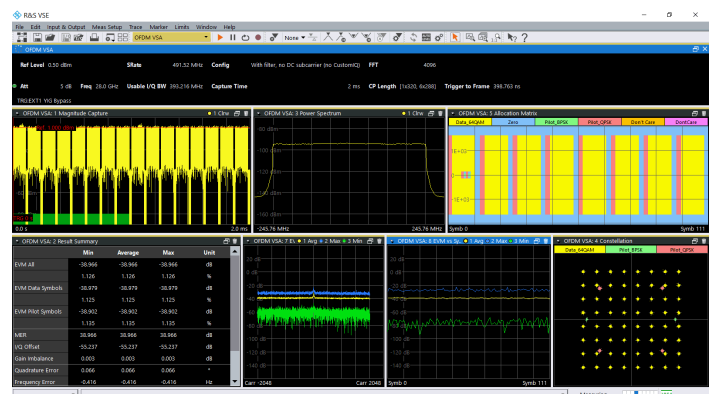 R&S VSE
File Edit Input & Output Meas Setup Trace Marker Limits Window Help
OFDM VSA
None
OFDM VSA
Ref Level 0.50 dBm SRate 491.52 MHz Config With filter, no DC subcarrier (no CustomIQ) FFT 4096
Att 5 dB Freq 28.0 GHz Usable I/Q BW 393.216 MHz Capture Time 2 ms CP Length [1x320, 6x288] Trigger to Frame 398.763 ns
TRG:EXT1 YIG Bypass
OFDM VSA: 1 Magnitude Capture 1 Clrw
0.0 s 2.0 ms
OFDM VSA: 3 Power Spectrum 1 Clrw
-245.76 MHz 245.76 MHz
OFDM VSA: 5 Allocation Matrix
Data_64QAM Zero Pilot_BPSK Pilot_QPSK Don't Care DontCare
1E+03
0
-1E+03
Symb 0 Symb 111
OFDM VSA: 2 Result Summary
Min Average Max Unit
EVM All -38.966 -38.966 -38.966 dB
1.126 1.126 1.126 %
EVM Data Symbols -38.979 -38.979 -38.979 dB
1.125 1.125 1.125 %
EVM Pilot Symbols -38.902 -38.902 -38.902 dB
1.135 1.135 1.135 %
MER 38.966 38.966 38.966 dB
I/Q Offset -55.237 -55.237 -55.237 dB
Gain Imbalance 0.003 0.003 0.003 dB
Quadrature Error 0.066 0.066 0.066 °
Frequency Error -0.416 -0.416 -0.416 Hz
OFDM VSA: 7 EV 1 Avg 2 Max 3 Min
Carr -2048 Carr 2048
OFDM VSA: 8 EVM vs Sy 1 Avg 2 Max 3 Min
Symb 0 Symb 111
OFDM VSA: 4 Constellation
Data_64QAM Pilot_BPSK Pilot_QPSK